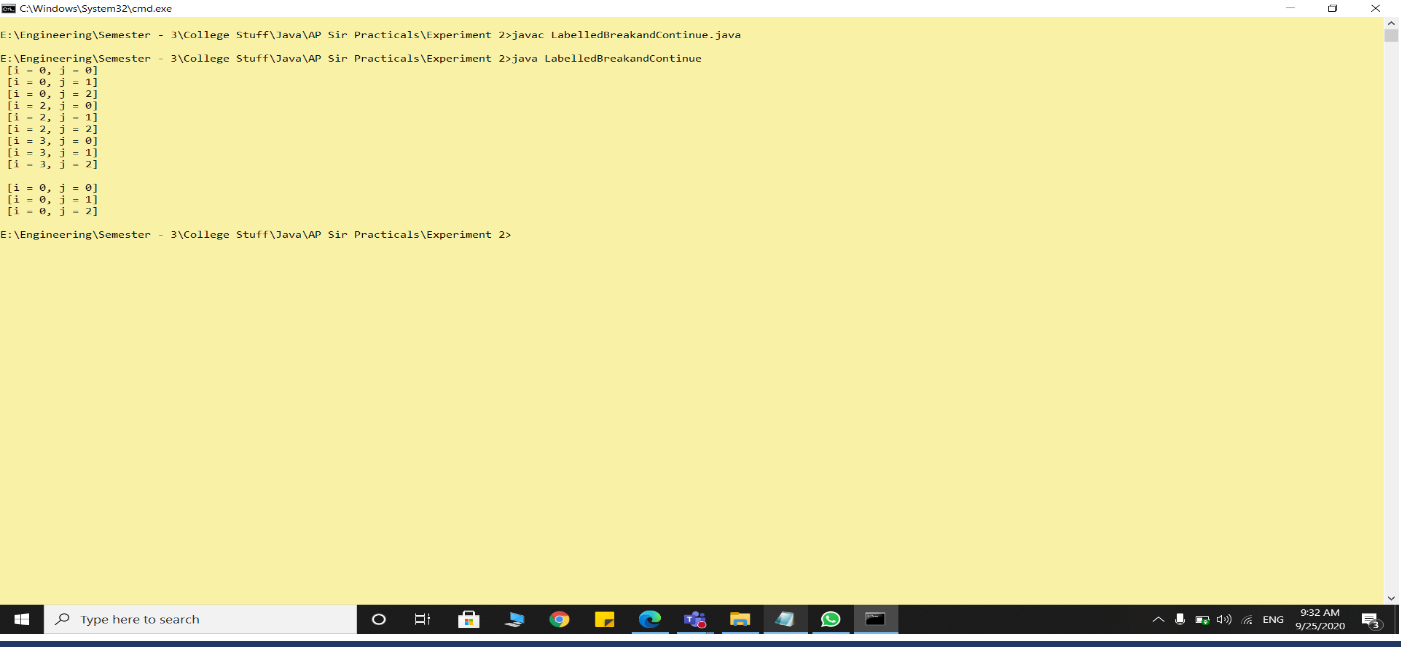 C:\Windows\System32\cmd.exe
E:\Engineering\Semester - 3\College Stuff\Java\AP Sir Practicals\Experiment 2>javac LabelledBreakandContinue.java
E:\Engineering\Semester - 3\College Stuff\Java\AP Sir Practicals\Experiment 2>java LabelledBreakandContinue
[i = 0, j = 0]
[i = 0, j = 1]
[i = 0, j = 2]
[i = 2, j = 0]
[i = 2, j = 1]
[i = 2, j = 2]
[i = 3, j = 0]
[i = 3, j = 1]
[i = 3, j = 2]
[i = 0, j = 0]
[i = 0, j = 1]
[i = 0, j = 2]
E:\Engineering\Semester - 3\College Stuff\Java\AP Sir Practicals\Experiment 2>
Type here to search
ENG
9:32 AM
9/25/2020
3